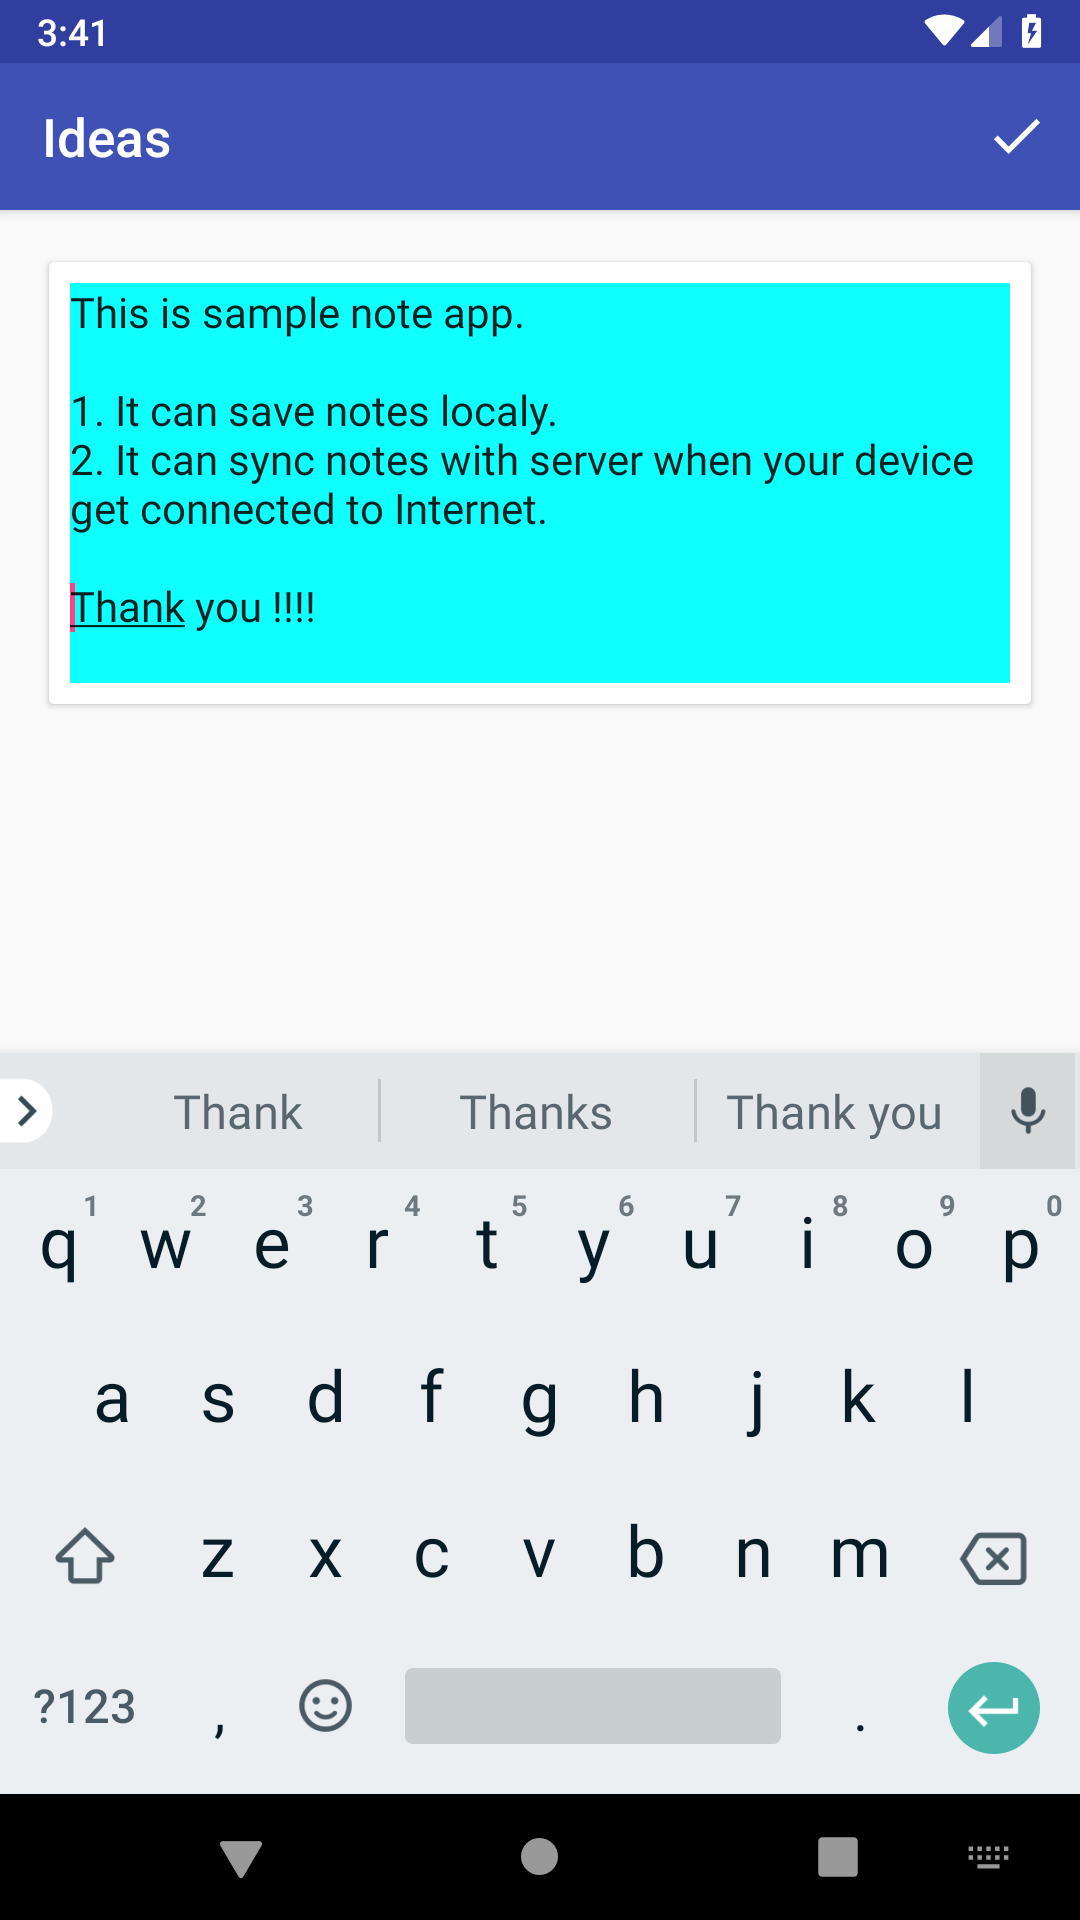 3:41
Ideas
This is sample note app.
1. It can save notes localy.
2. It can sync notes with server when your device
get connected to Internet.
Thank you !!!!
Thank Thanks Thank you
1 2 3 4 5 6 7 8 9 0
q w e r t y u i o p
a s d f g h j k l
z x c v b n m
?123 , .